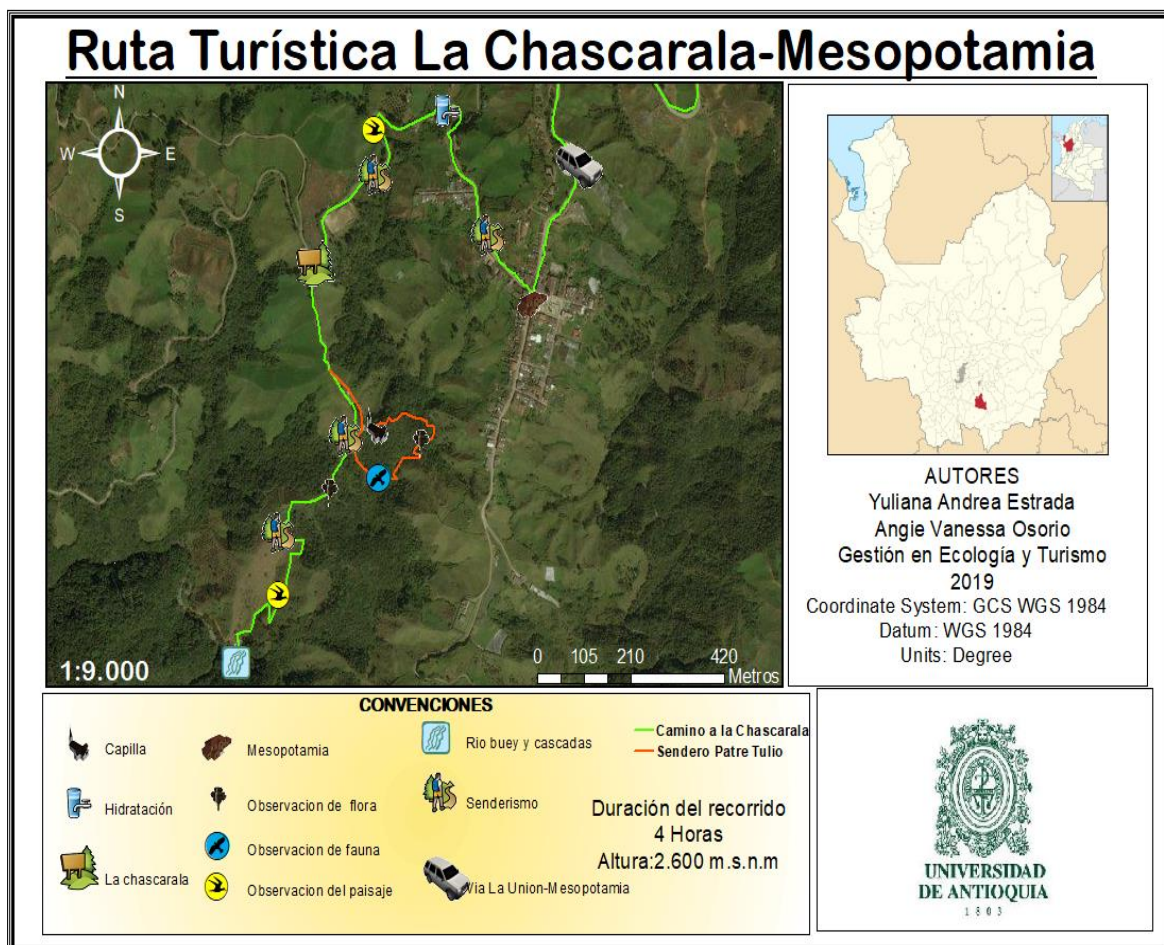 Ruta Turística La Chascarala-Mesopotamia
N
W
E
S
1:9.000
0 105 210 420
Metros
AUTORES
Yuliana Andrea Estrada
Angie Vanessa Osorio
Gestión en Ecología y Turismo
2019
Coordinate System: GCS WGS 1984
Datum: WGS 1984
Units: Degree
CONVENCIONES
Capilla
Hidratación
La chascarala
Mesopotamia
Observacion de flora
Observacion de fauna
Observacion del paisaje
Rio buey y cascadas
Senderismo
Via La Union-Mesopotamia
Camino a la Chascarala
Sendero Patre Tulio
Duración del recorrido
4 Horas
Altura:2.600 m.s.n.m
UNIVERSIDAD
DE ANTIOQUIA
1803